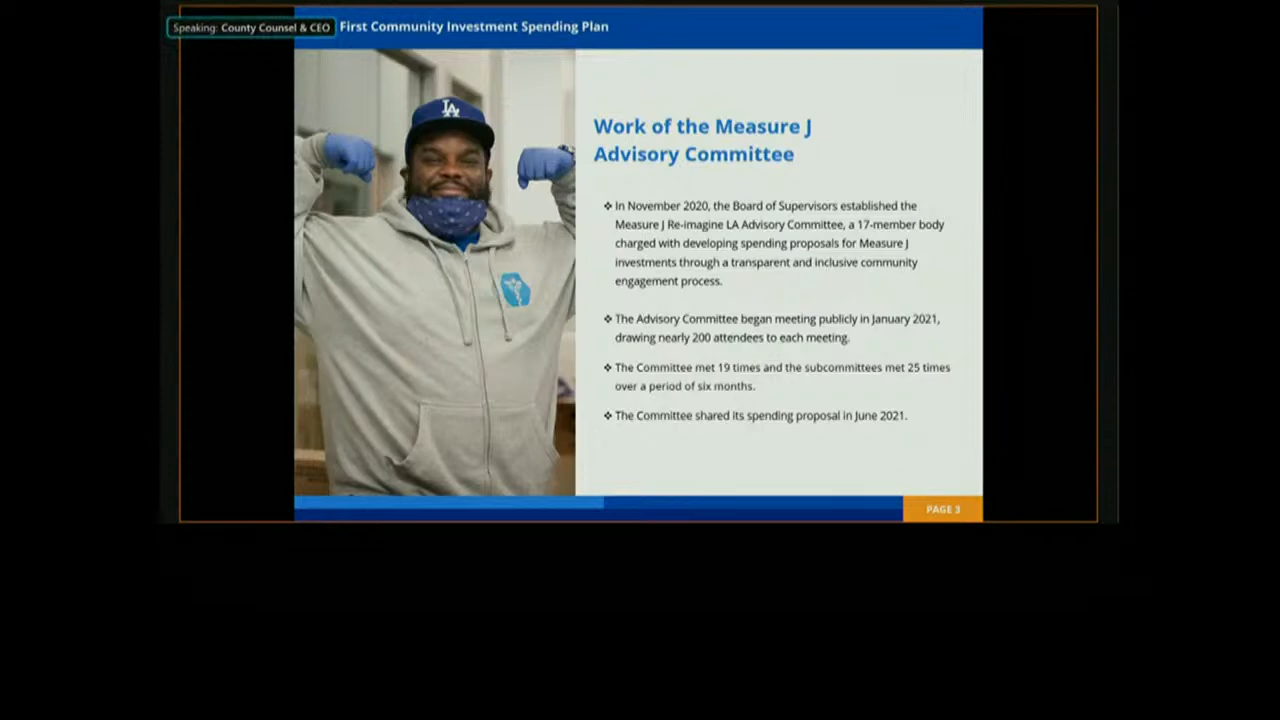 Speaking: County Counsel & CEO
First Community Investment Spending Plan
LA
Work of the Measure J
Advisory Committee
❖ In November 2020, the Board of Supervisors established the
Measure J Re-imagine LA Advisory Committee, a 17-member body
charged with developing spending proposals for Measure J
investments through a transparent and inclusive community
engagement process.
❖ The Advisory Committee began meeting publicly in January 2021,
drawing nearly 200 attendees to each meeting.
❖ The Committee met 19 times and the subcommittees met 25 times
over a period of six months.
❖ The Committee shared its spending proposal in June 2021.
PAGE 3